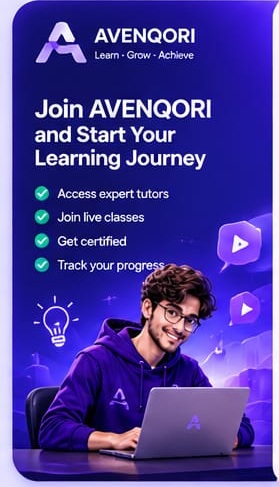 AVENQORI
Learn • Grow • Achieve
Join AVENQORI
and Start Your
Learning Journey
Access expert tutors
Join live classes
Get certified
Track your progress